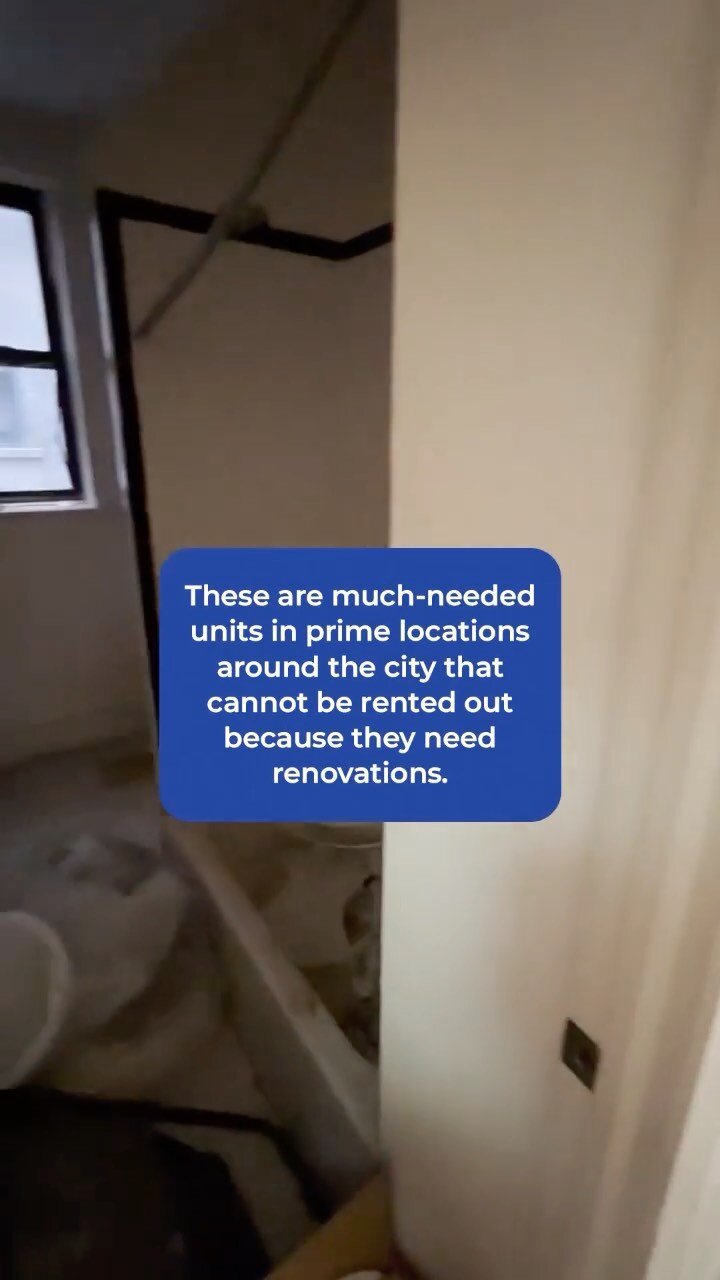 These are much-needed
units in prime locations
around the city that
cannot be rented out
because they need
renovations.